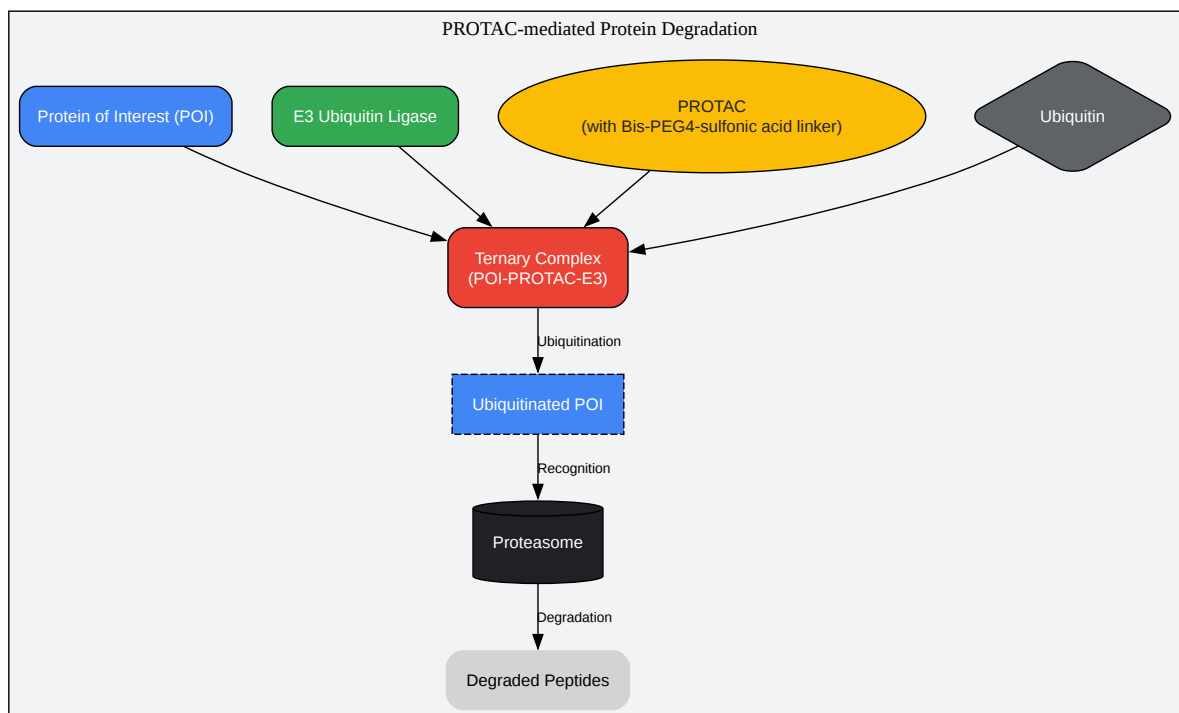 PROTAC-mediated Protein Degradation
Protein of Interest (POI)
E3 Ubiquitin Ligase
PROTAC
(with Bis-PEG4-sulfonic acid linker)
Ubiquitin
Ternary Complex
(POI-PROTAC-E3)
Ubiquitination
Ubiquitinated POI
Recognition
Proteasome
Degradation
Degraded Peptides